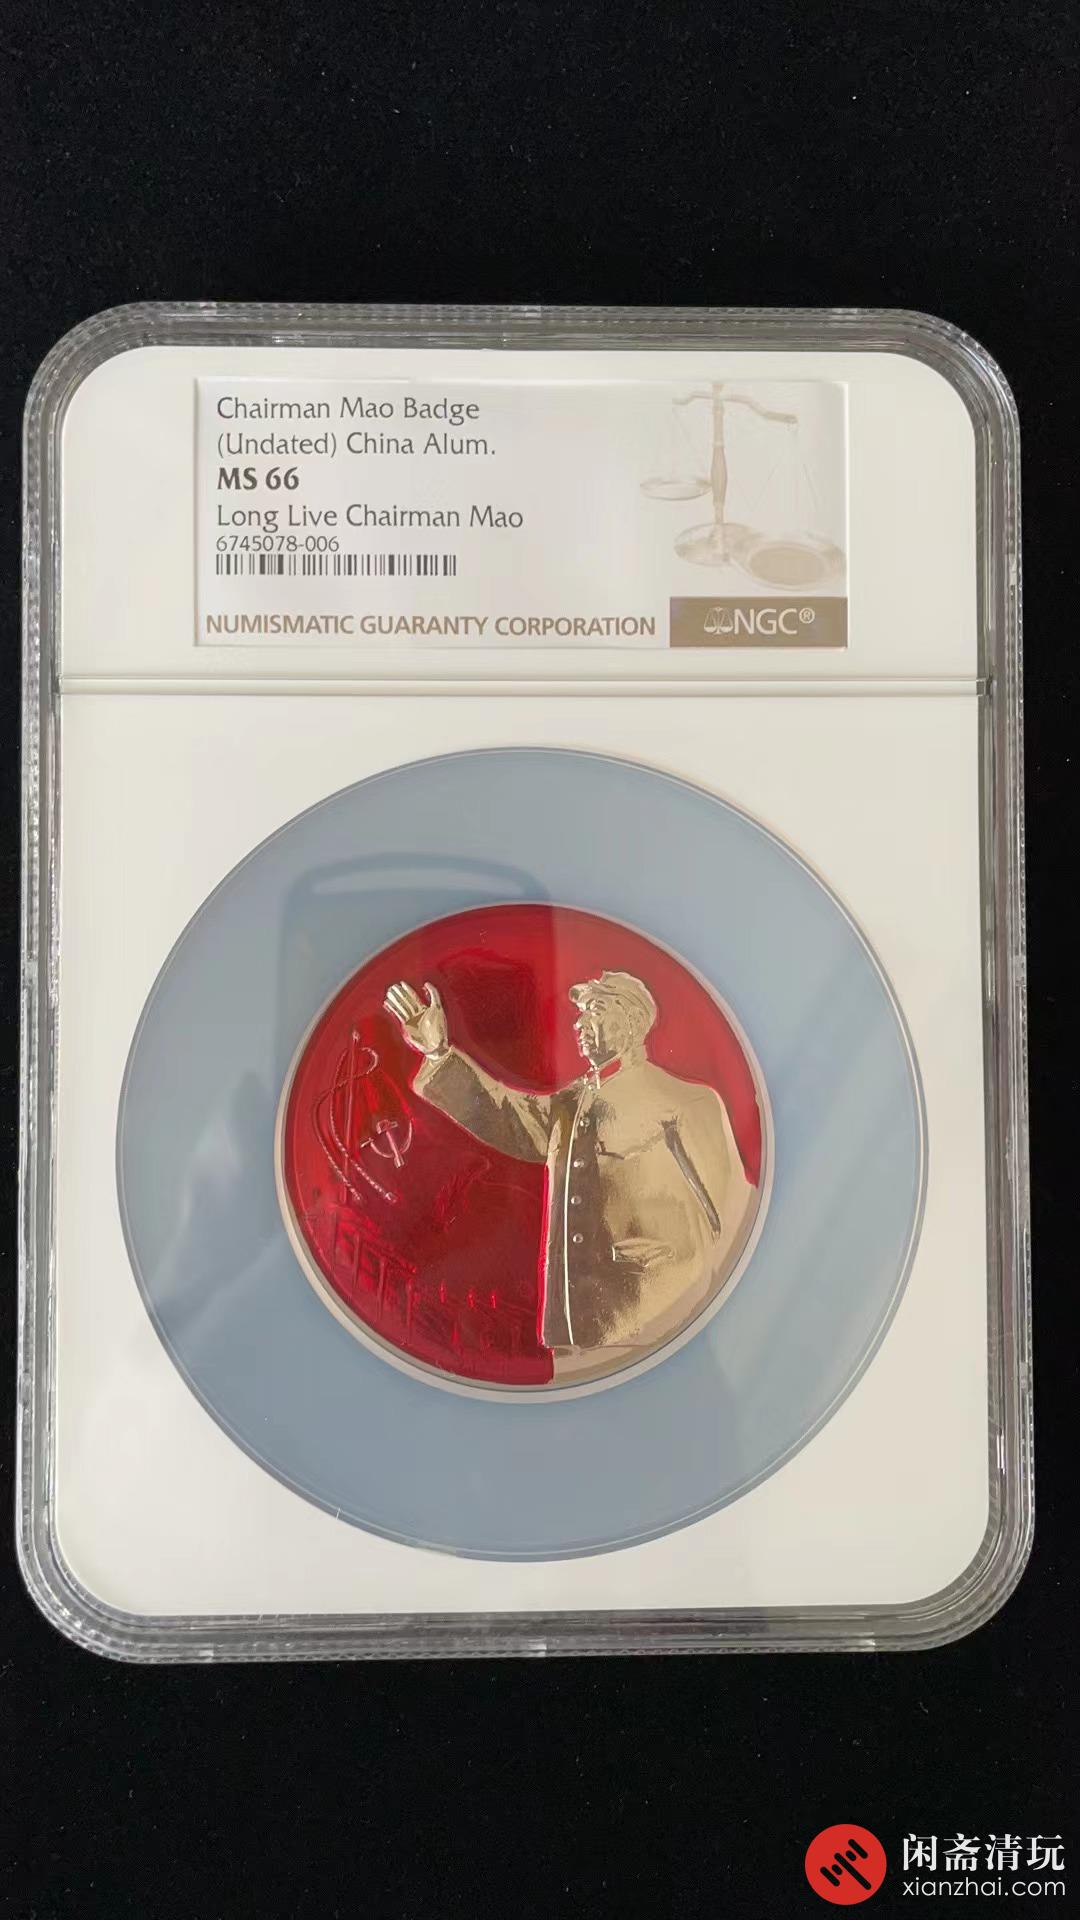 Chairman Mao Badge
(Undated) China Alum.
MS 66
Long Live Chairman Mao
6745078-006
NUMISMATIC GUARANTY CORPORATION
NGC®
闲斋清玩
xianzhai.com